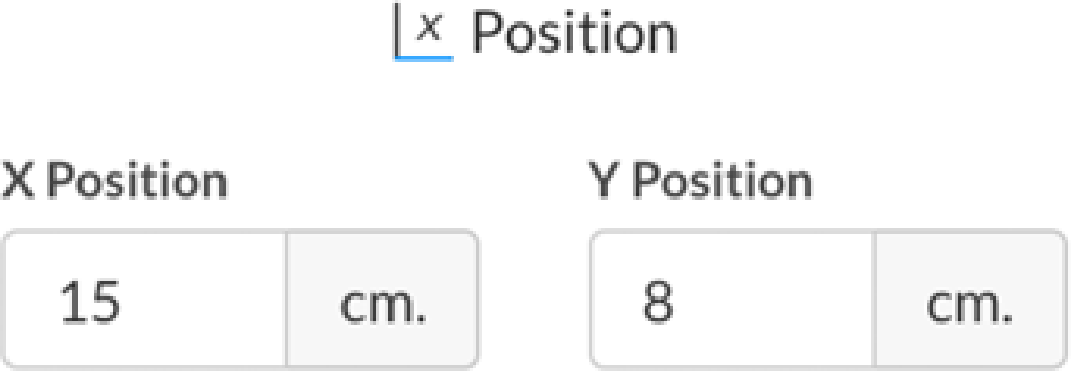 x Position
X Position Y Position
15 cm. 8 cm.